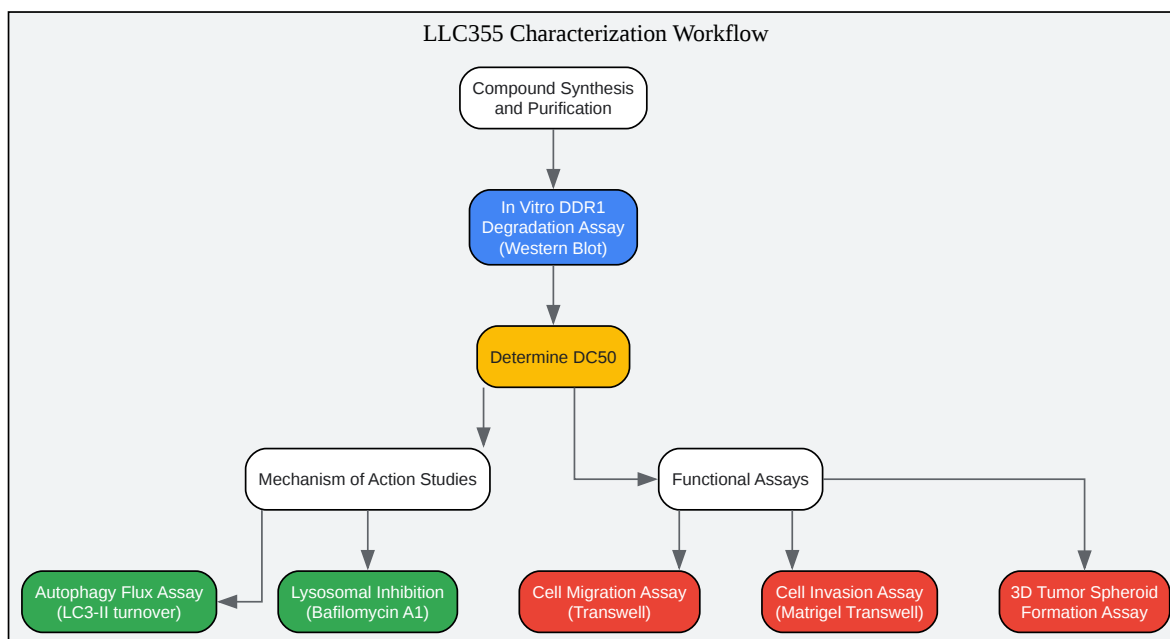 LLC355 Characterization Workflow
Compound Synthesis
and Purification
In Vitro DDR1
Degradation Assay
(Western Blot)
Determine DC50
Mechanism of Action Studies
Functional Assays
Autophagy Flux Assay
(LC3-II turnover)
Lysosomal Inhibition
(Bafilomycin A1)
Cell Migration Assay
(Transwell)
Cell Invasion Assay
(Matrigel Transwell)
3D Tumor Spheroid
Formation Assay